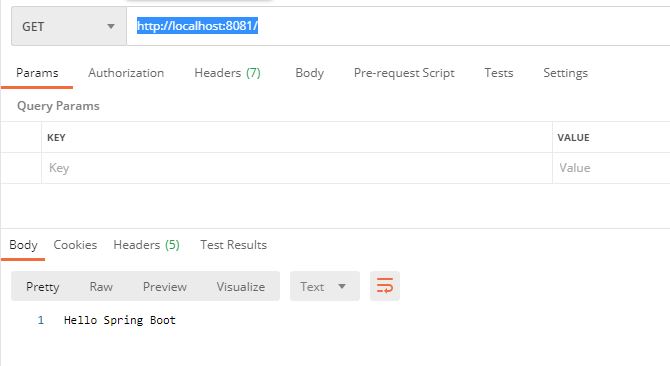 GET http://localhost:8081/
Params Authorization Headers (7) Body Pre-request Script Tests Settings
Query Params
KEY VALUE
Key Value
Body Cookies Headers (5) Test Results
Pretty Raw Preview Visualize Text
1 Hello Spring Boot